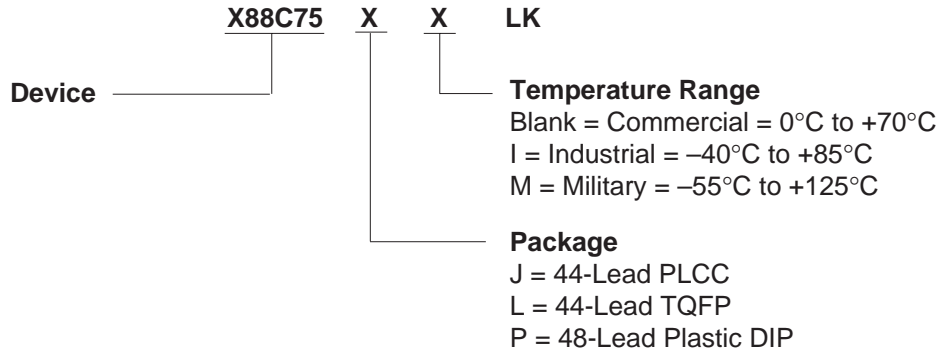 X88C75 X X LK
Device
Temperature Range
Blank = Commercial = 0°C to +70°C
I = Industrial = –40°C to +85°C
M = Military = –55°C to +125°C
Package
J = 44-Lead PLCC
L = 44-Lead TQFP
P = 48-Lead Plastic DIP